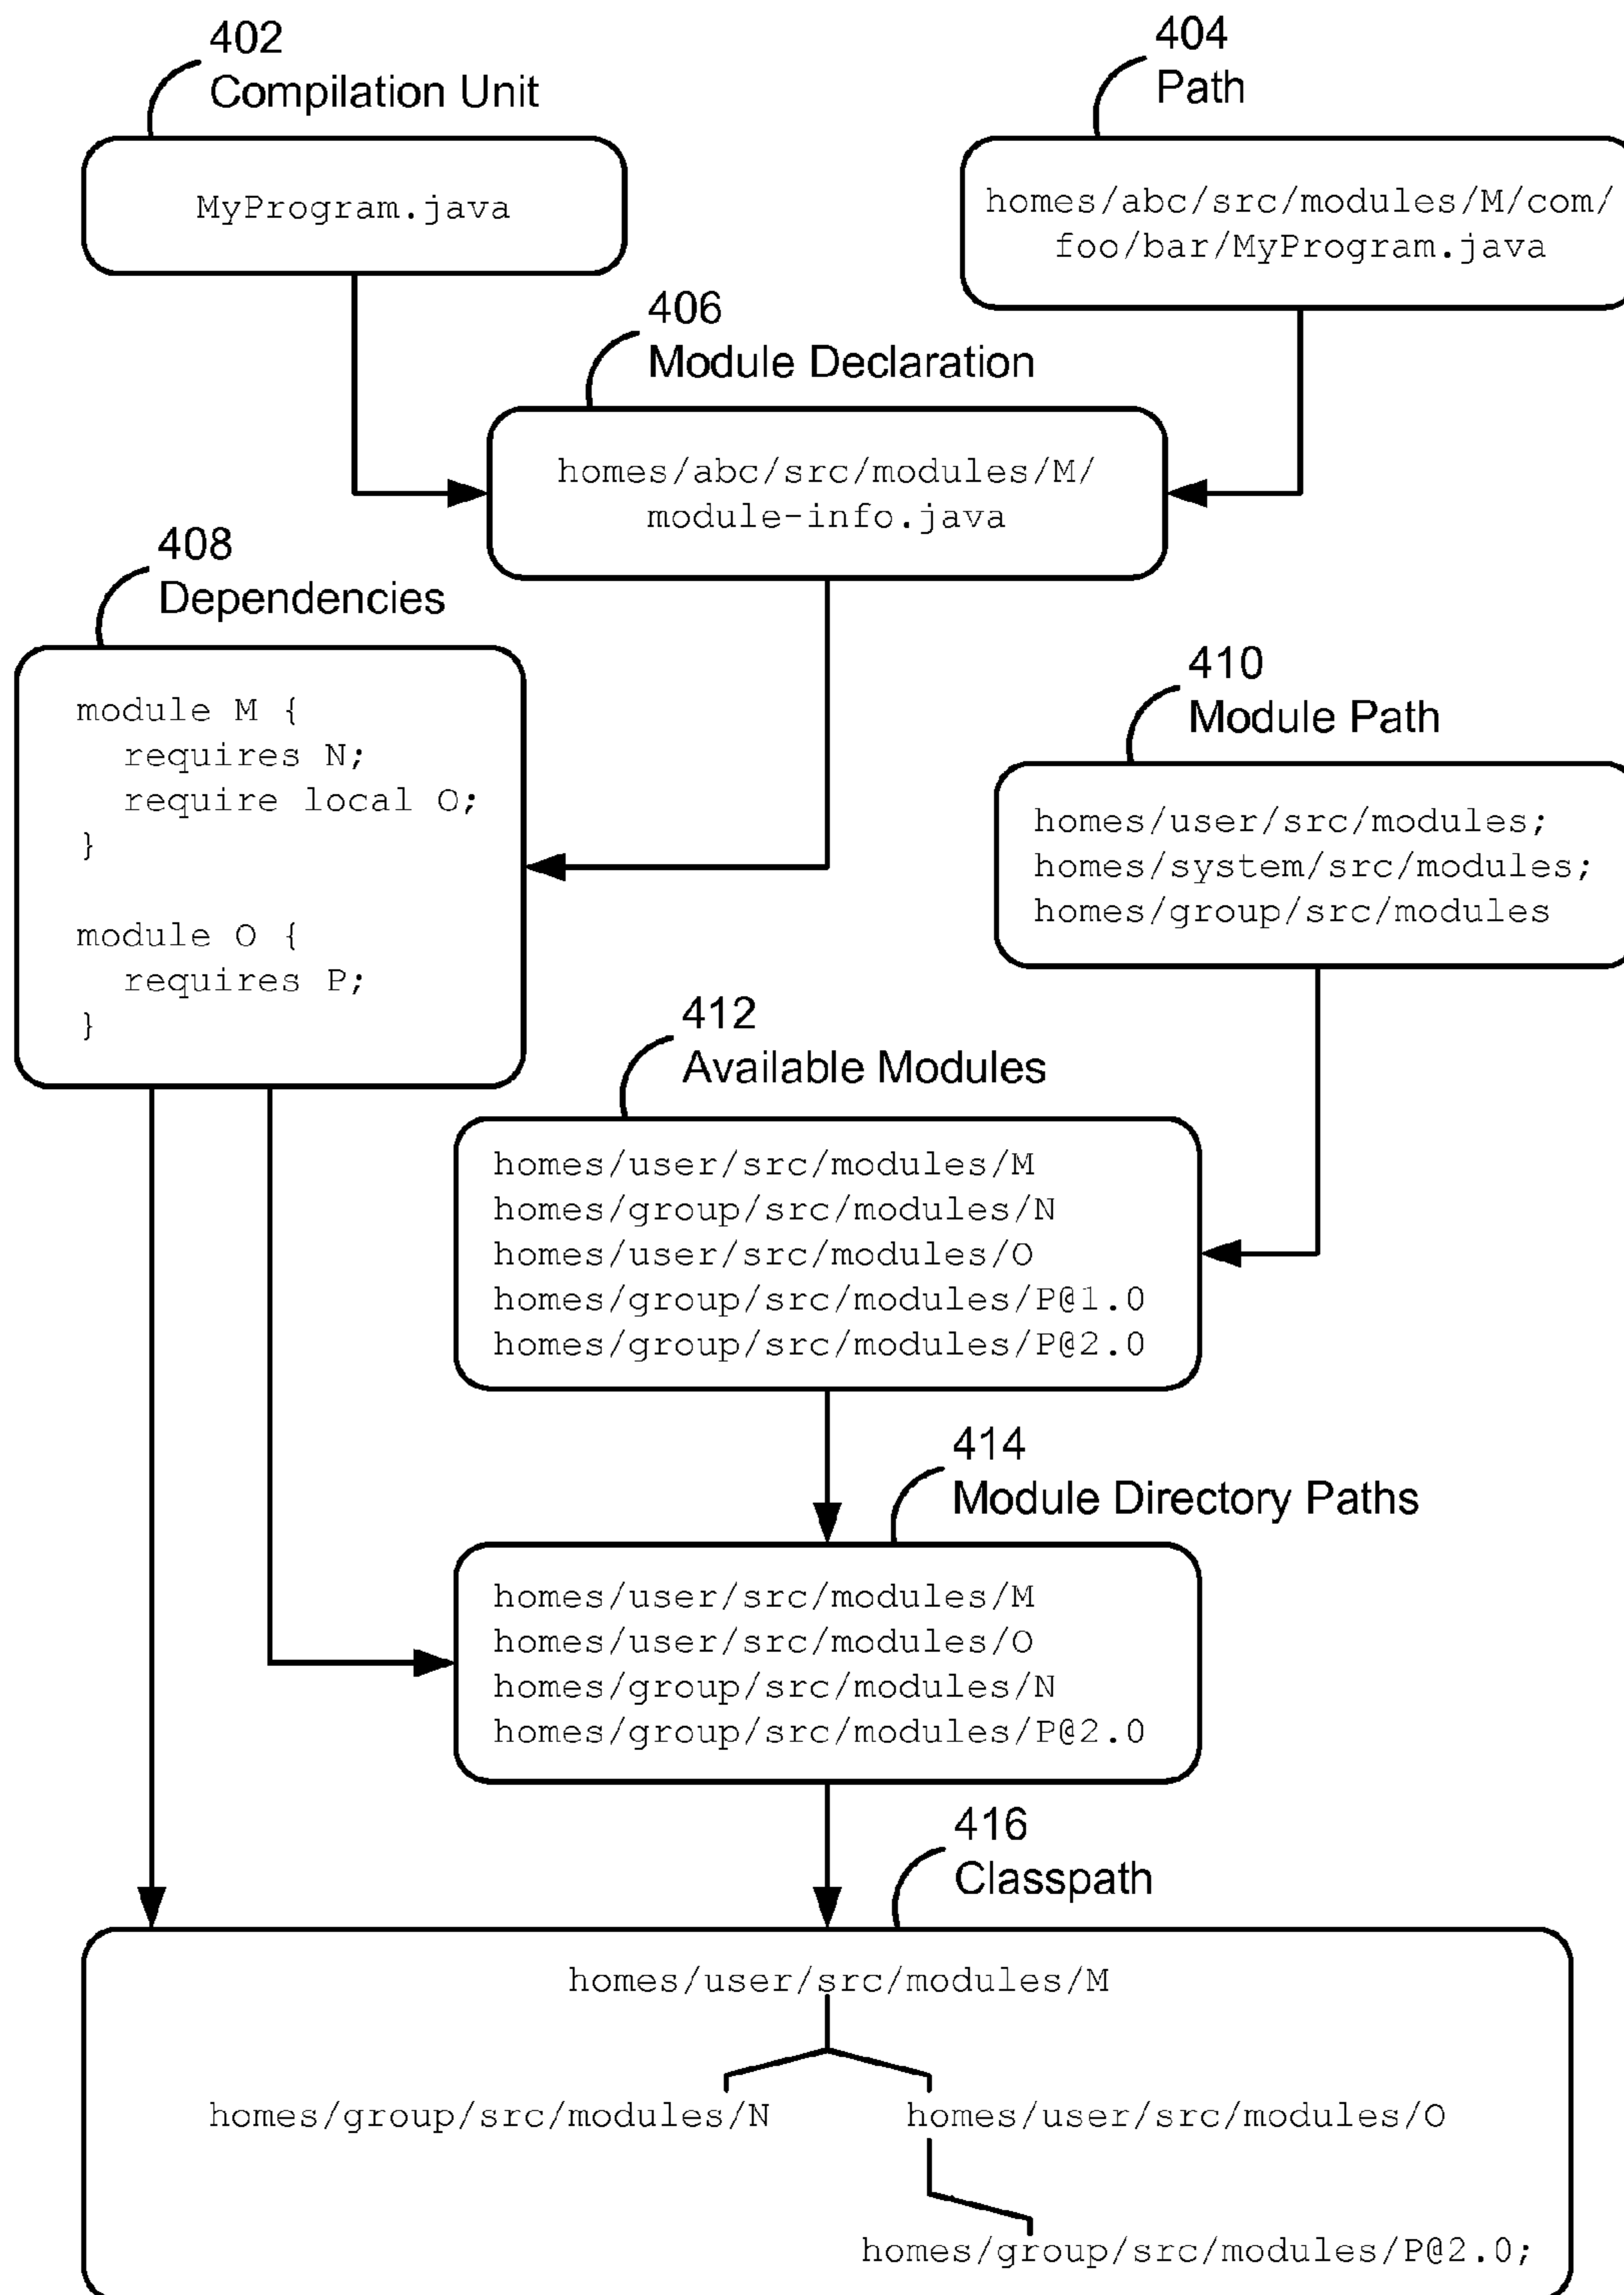 402
Compilation Unit
MyProgram.java
404
Path
homes/abc/src/modules/M/com/
foo/bar/MyProgram.java
406
Module Declaration
homes/abc/src/modules/M/
module-info.java
408
Dependencies
module M {
requires N;
require local O;
}
module O {
requires P;
}
410
Module Path
homes/user/src/modules;
homes/system/src/modules;
homes/group/src/modules
412
Available Modules
homes/user/src/modules/M
homes/group/src/modules/N
homes/user/src/modules/O
homes/group/src/modules/P@1.0
homes/group/src/modules/P@2.0
414
Module Directory Paths
homes/user/src/modules/M
homes/user/src/modules/O
homes/group/src/modules/N
homes/group/src/modules/P@2.0
416
Classpath
homes/user/src/modules/M
homes/group/src/modules/N
homes/user/src/modules/O
homes/group/src/modules/P@2.0;